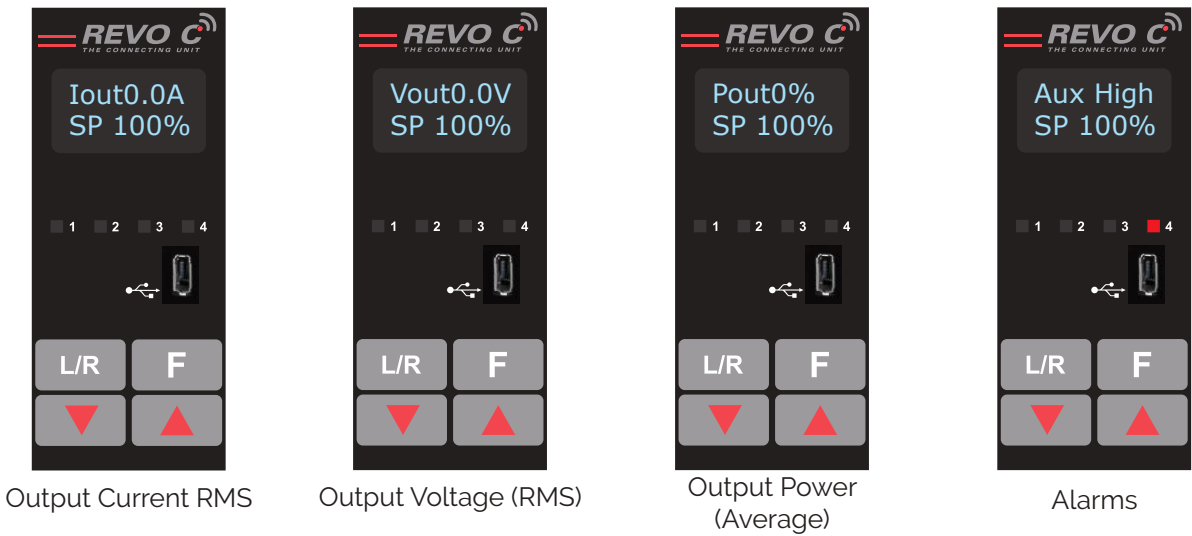 REVO C
THE CONNECTING UNIT
Iout0.0A
SP 100%
1 2 3 4
L/R F
Output Current RMS
REVO C
THE CONNECTING UNIT
Vout0.0V
SP 100%
1 2 3 4
L/R F
Output Voltage (RMS)
REVO C
THE CONNECTING UNIT
Pout0%
SP 100%
1 2 3 4
L/R F
Output Power
(Average)
REVO C
THE CONNECTING UNIT
Aux High
SP 100%
1 2 3 4
L/R F
Alarms